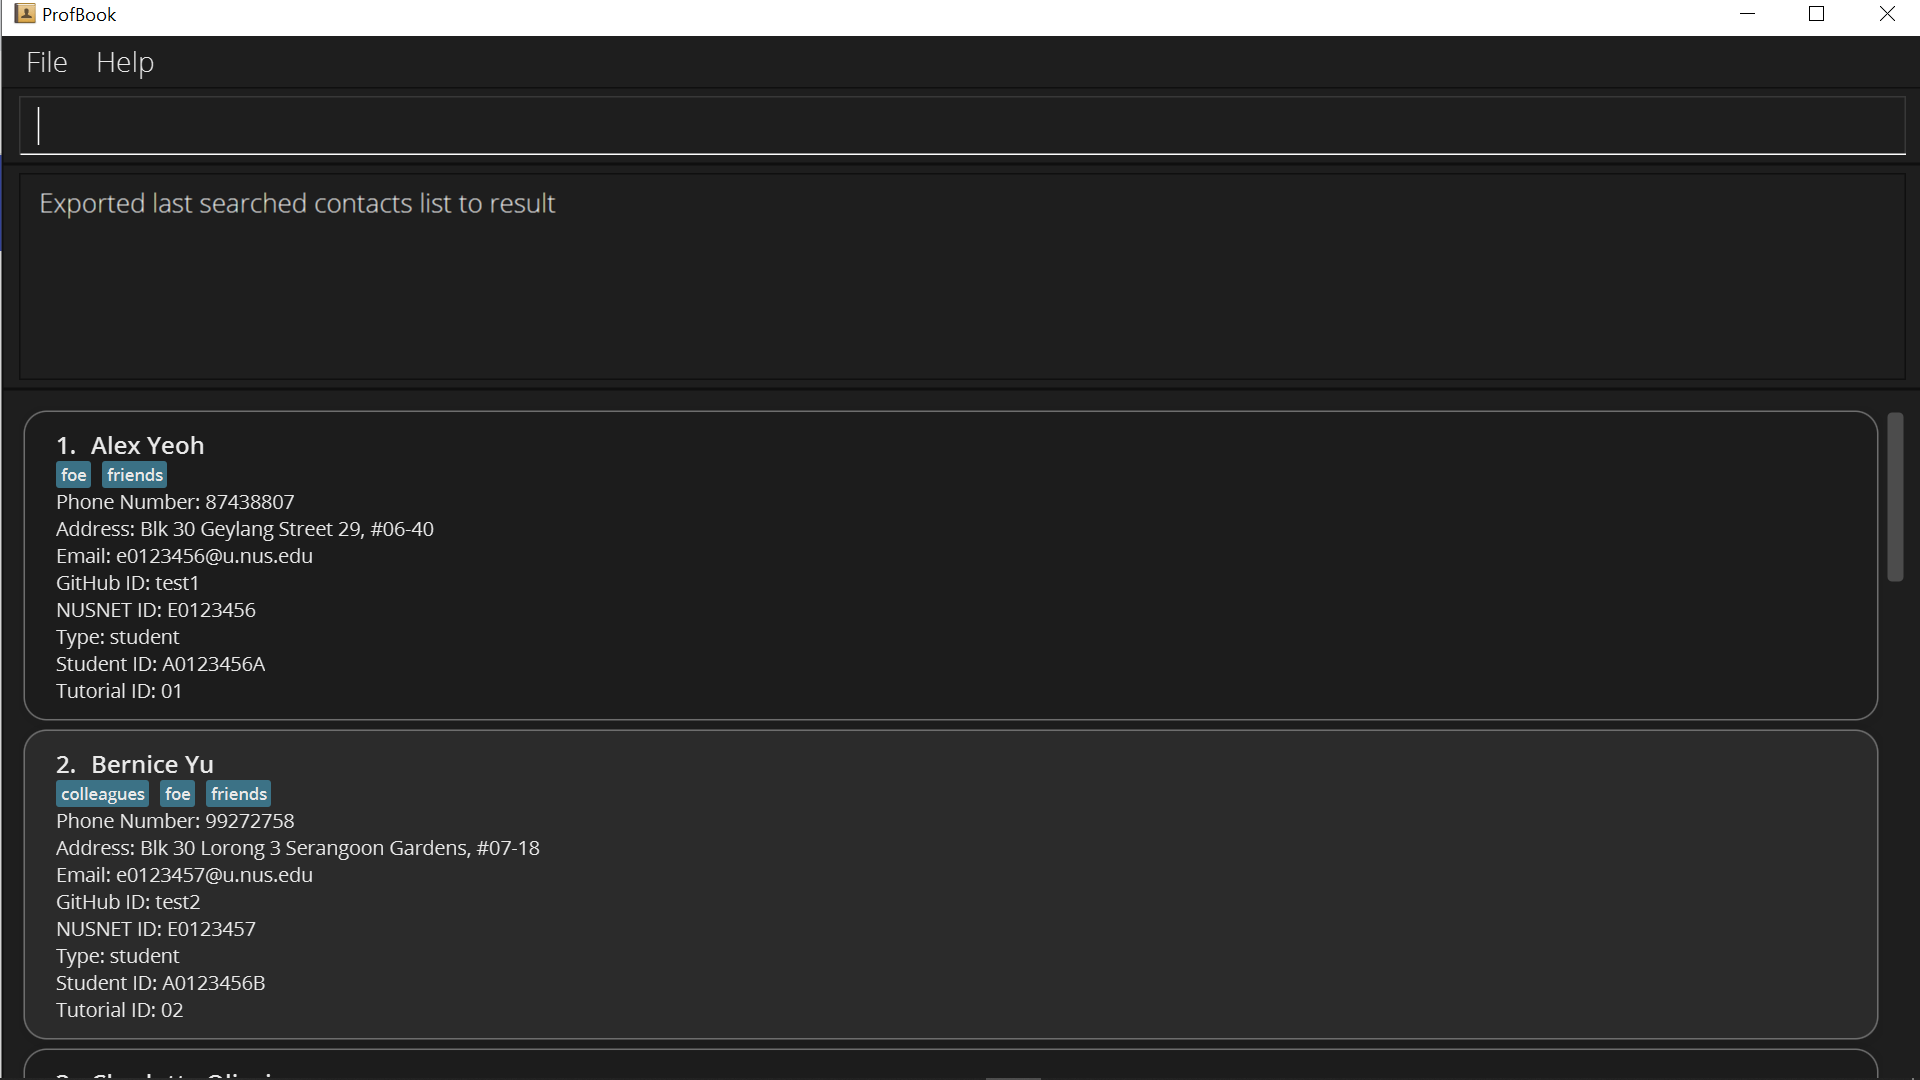 ProfBook
File Help
Exported last searched contacts list to result
1. Alex Yeoh
foe friends
Phone Number: 87438807
Address: Blk 30 Geylang Street 29, #06-40
Email: e0123456@u.nus.edu
GitHub ID: test1
NUSNET ID: E0123456
Type: student
Student ID: A0123456A
Tutorial ID: 01
2. Bernice Yu
colleagues foe friends
Phone Number: 99272758
Address: Blk 30 Lorong 3 Serangoon Gardens, #07-18
Email: e0123457@u.nus.edu
GitHub ID: test2
NUSNET ID: E0123457
Type: student
Student ID: A0123456B
Tutorial ID: 02